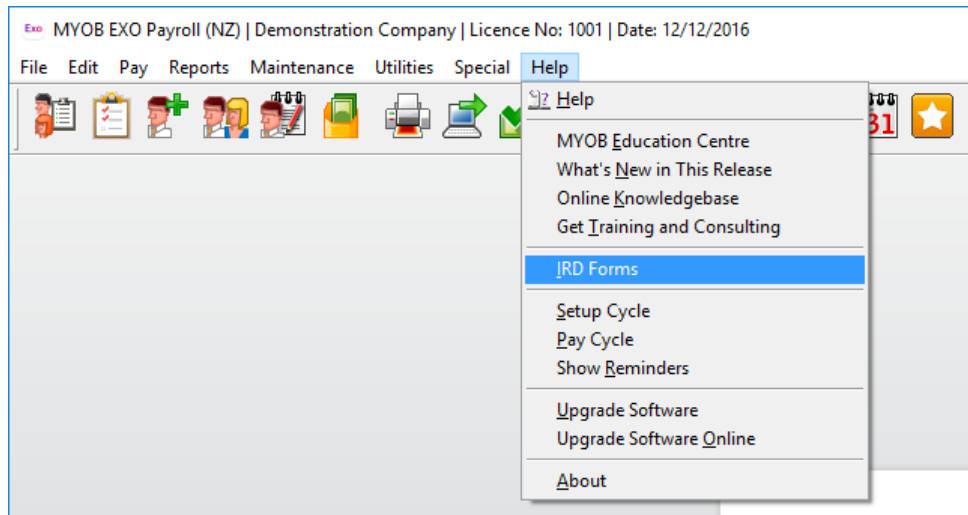 Exo MYOB EXO Payroll (NZ) | Demonstration Company | Licence No: 1001 | Date: 12/12/2016
File Edit Pay Reports Maintenance Utilities Special Help
Help
31
MYOB Education Centre
What's New in This Release
Online Knowledgebase
Get Training and Consulting
IRD Forms
Setup Cycle
Pay Cycle
Show Reminders
Upgrade Software
Upgrade Software Online
About